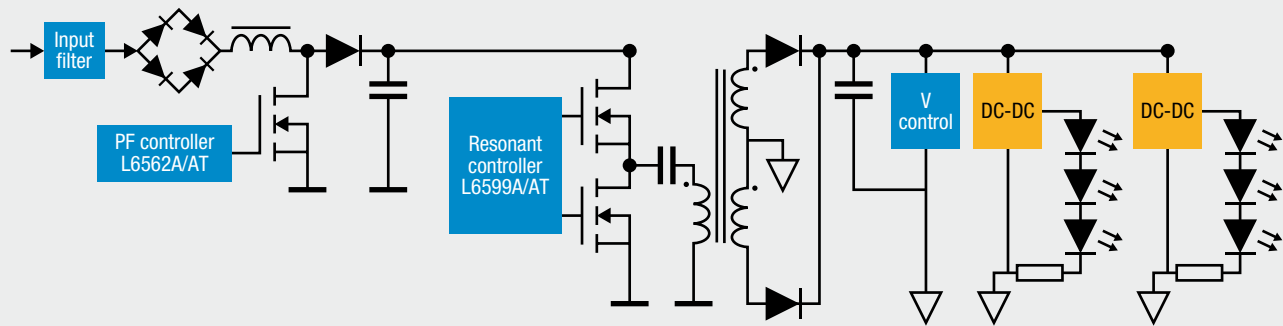 Input
filter
PF controller
L6562A/AT
Resonant
controller
L6599A/AT
V
control
DC-DC
DC-DC